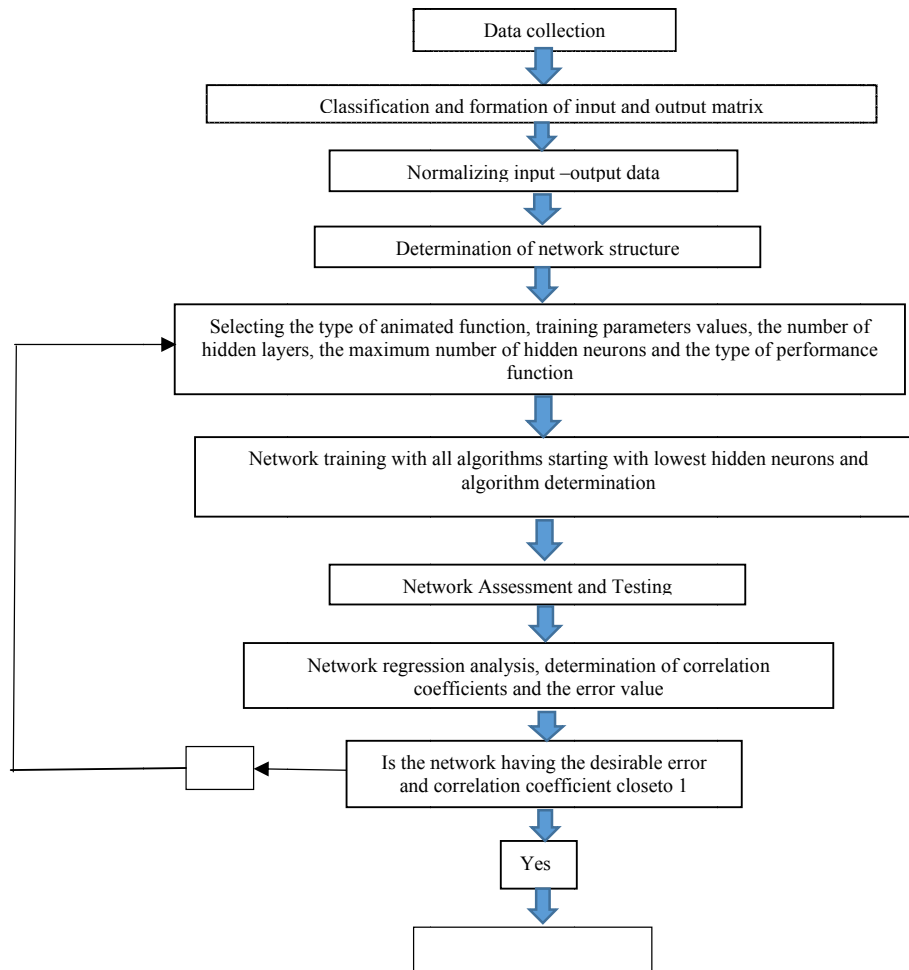 Data collection
Classification and formation of input and output matrix
Normalizing input –output data
Determination of network structure
Selecting the type of animated function, training parameters values, the number of
hidden layers, the maximum number of hidden neurons and the type of performance
function
Network training with all algorithms starting with lowest hidden neurons and
algorithm determination
Network Assessment and Testing
Network regression analysis, determination of correlation
coefficients and the error value
Is the network having the desirable error
and correlation coefficient closeto 1
Yes